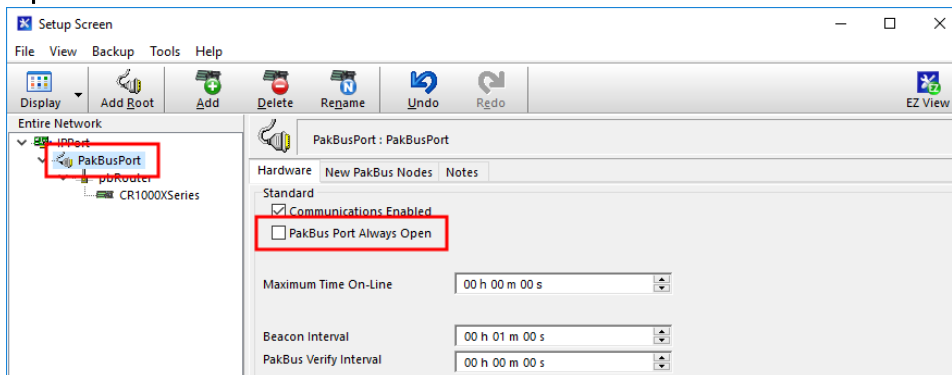 Setup Screen
File View Backup Tools Help
Display Add Root Add Delete Rename Undo Redo EZ View
Entire Network
IPPort
PakBusPort
pbRouter
CR1000XSeries
PakBusPort : PakBusPort
Hardware New PakBus Nodes Notes
Standard
Communications Enabled
PakBus Port Always Open
Maximum Time On-Line 00 h 00 m 00 s
Beacon Interval 00 h 01 m 00 s
PakBus Verify Interval 00 h 00 m 00 s